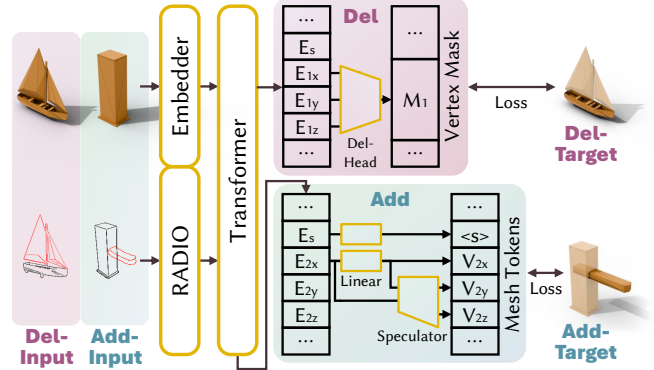 Del-
Input
Add-
Input
Embedder
RADIO
Transformer
Del
...
Es
E1x
E1y
E1z
...
Del-
Head
...
M1
...
Vertex Mask
Loss
Del-
Target
Add
...
Es
E2x
E2y
E2z
...
Linear
Speculator
...
<s>
V2x
V2y
V2z
...
Mesh Tokens
Loss
Add-
Target